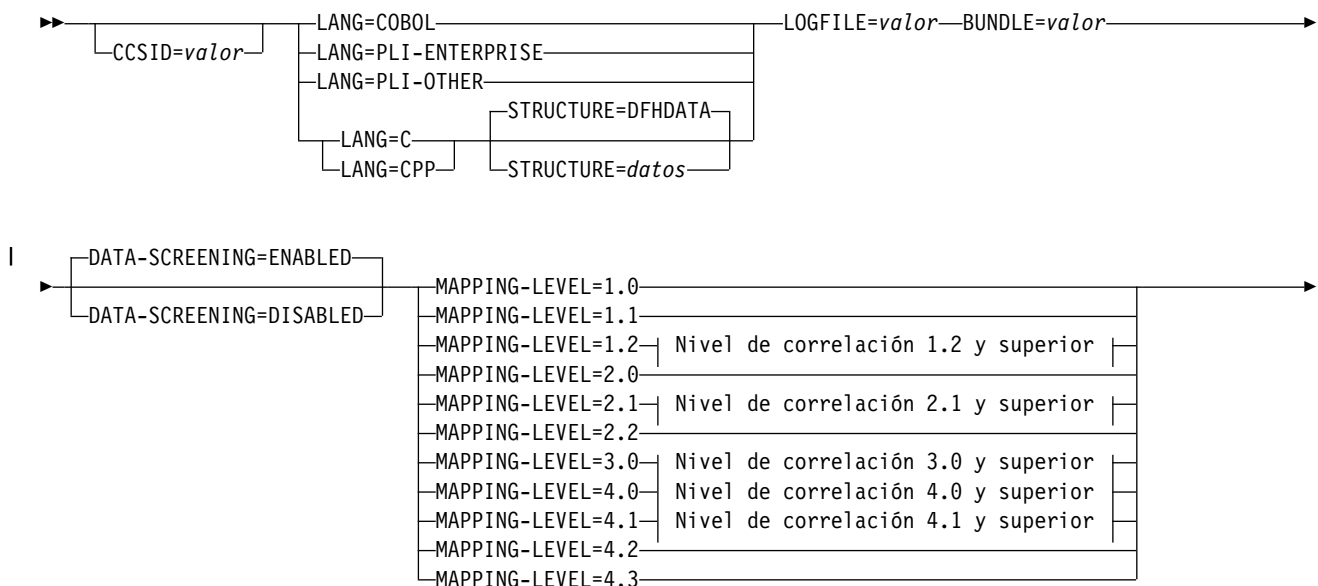 LANG=COBOL LOGFILE=valor BUNDLE=valor
CCSID=valor LANG=PLI-ENTERPRISE
LANG=PLI-OTHER
STRUCTURE=DFHDATA
LANG=C
LANG=CPP STRUCTURE=datos
| DATA-SCREENING=ENABLED
MAPPING-LEVEL=1.0
DATA-SCREENING=DISABLED MAPPING-LEVEL=1.1
MAPPING-LEVEL=1.2 Nivel de correlación 1.2 y superior
MAPPING-LEVEL=2.0
MAPPING-LEVEL=2.1 Nivel de correlación 2.1 y superior
MAPPING-LEVEL=2.2
MAPPING-LEVEL=3.0 Nivel de correlación 3.0 y superior
MAPPING-LEVEL=4.0 Nivel de correlación 4.0 y superior
MAPPING-LEVEL=4.1 Nivel de correlación 4.1 y superior
MAPPING-LEVEL=4.2
MAPPING-LEVEL=4.3